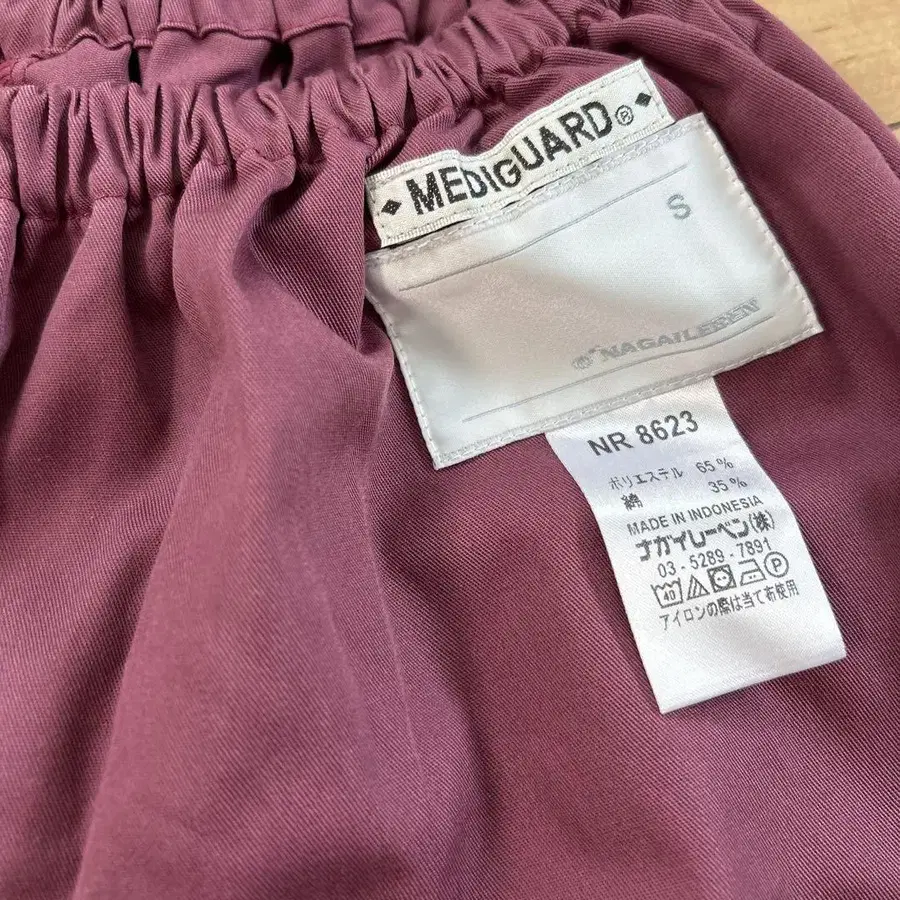 MEDIGUARD®
S
NAGAILEBEN
NR 8623
ポリエステル 65%
綿 35%
MADE IN INDONESIA
ナガイレーベン(株)
03-5289-7891
40 P
アイロンの際は当て布使用